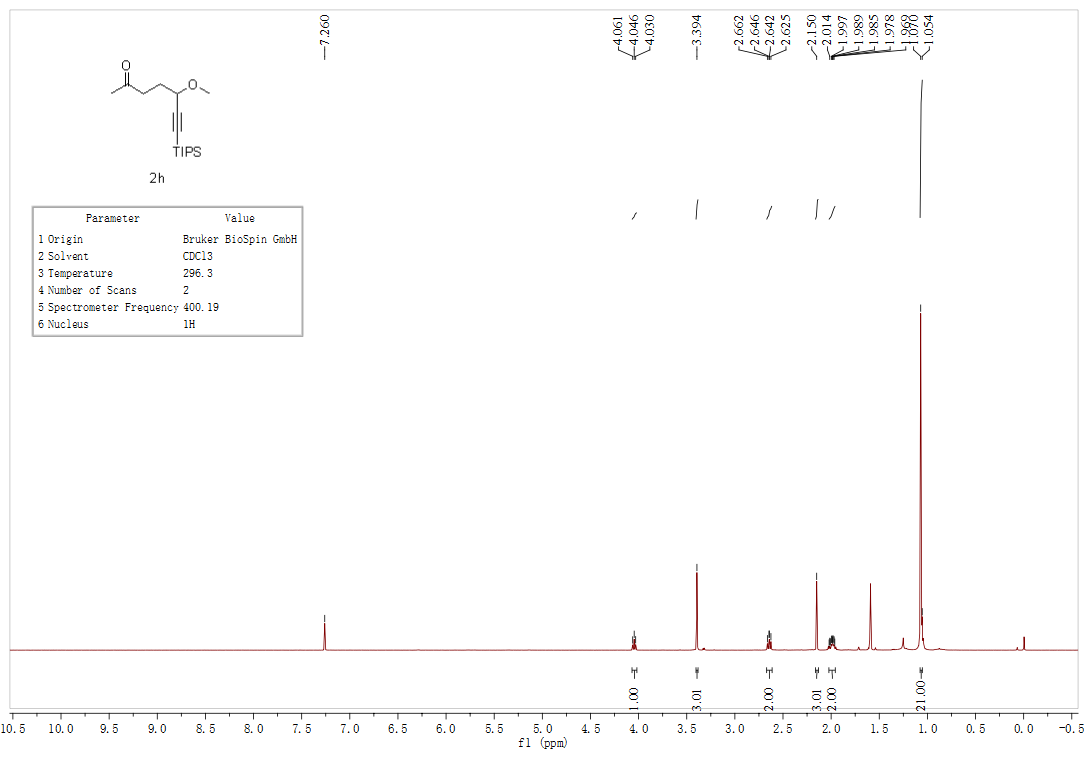 7.260
4.061
4.046
4.030
3.394
2.662
2.646
2.642
2.625
2.150
2.014
1.997
1.989
1.985
1.978
1.969
1.070
1.054
O
O
TIPS
2h
Parameter Value
1 Origin Bruker BioSpin GmbH
2 Solvent CDCl3
3 Temperature 296.3
4 Number of Scans 2
5 Spectrometer Frequency 400.19
6 Nucleus 1H
1.00
3.01
2.00
3.01
2.00
21.00
10.5 10.0 9.5 9.0 8.5 8.0 7.5 7.0 6.5 6.0 5.5 5.0 4.5 4.0 3.5 3.0 2.5 2.0 1.5 1.0 0.5 0.0 -0.5
f1 (ppm)